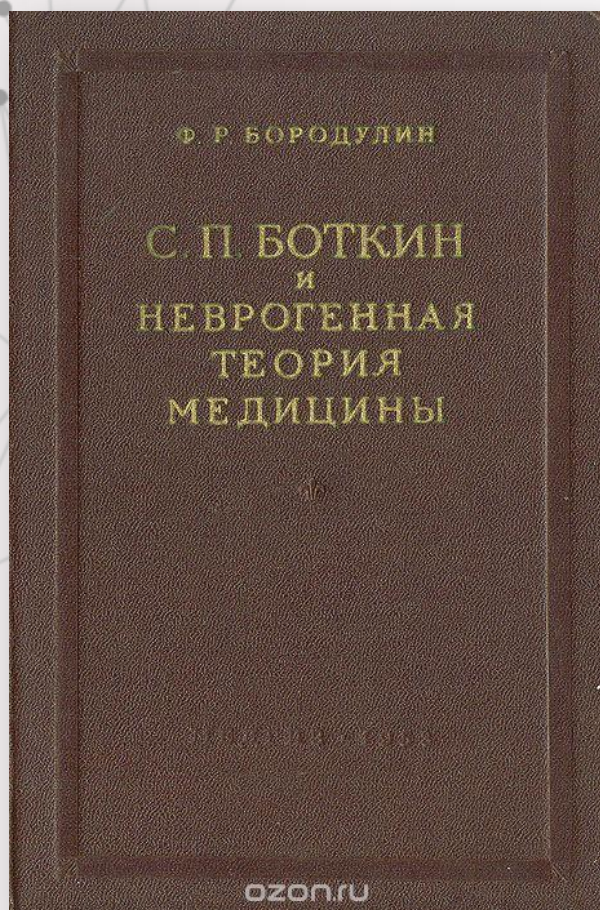 Ф. Р. БОРОДУЛИН
С. П. БОТКИН
И
НЕВРОГЕННАЯ
ТЕОРИЯ
МЕДИЦИНЫ
ozon.ru